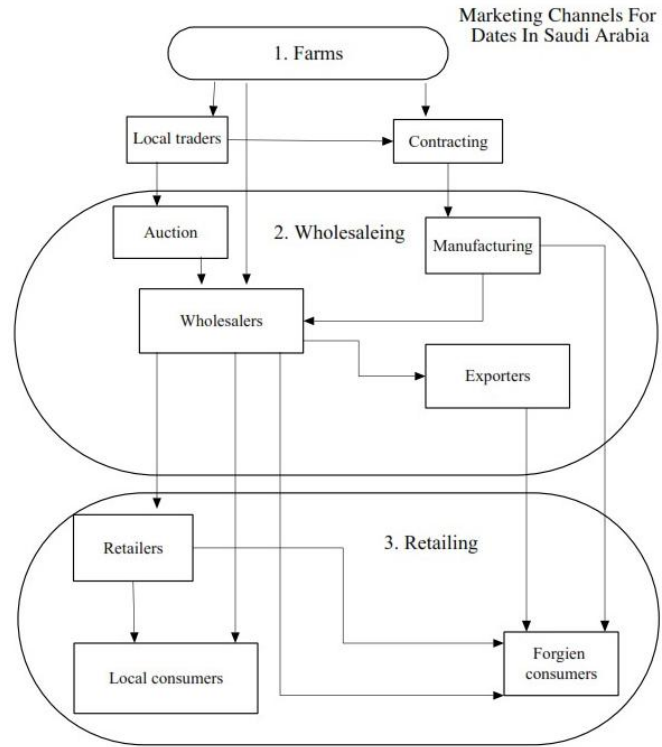 Marketing Channels For
Dates In Saudi Arabia
1. Farms
Local traders
Contracting
Auction
2. Wholesaleing
Manufacturing
Wholesalers
Exporters
Retailers
3. Retailing
Local consumers
Forgien
consumers